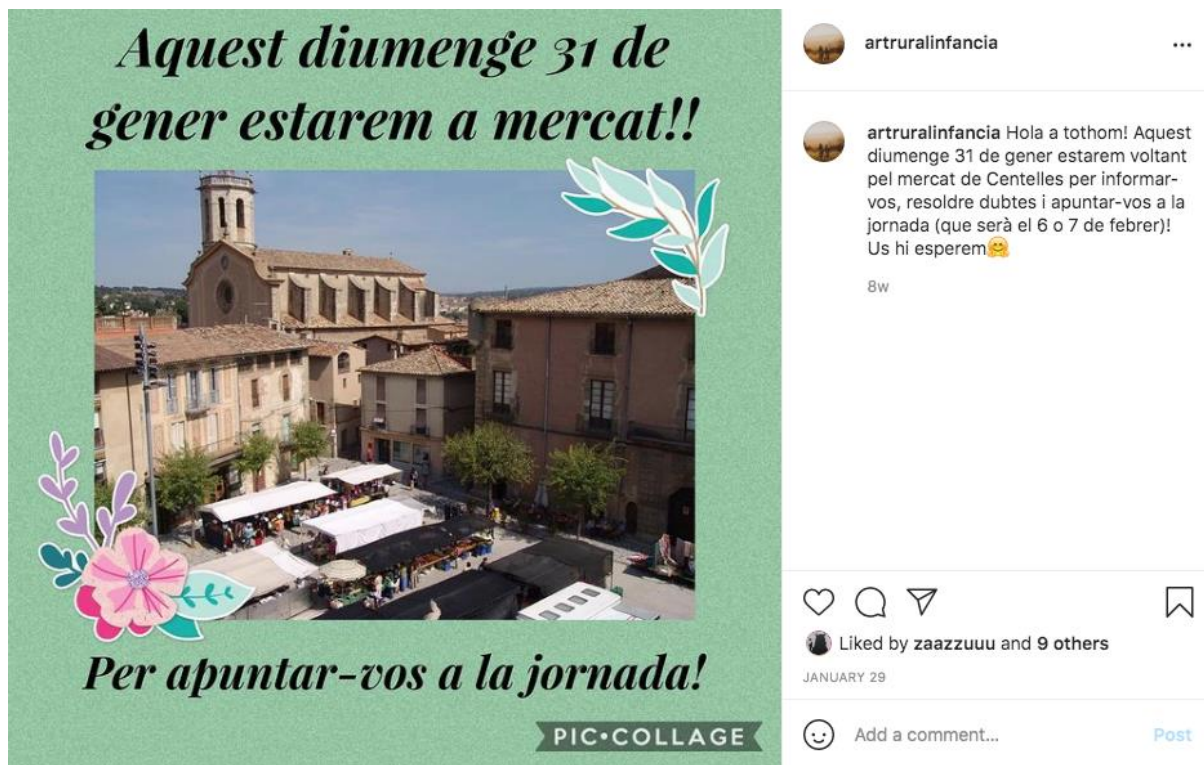 Aquest diumenge 31 de
gener estarem a mercat!!
Per apuntar-vos a la jornada!
PIC•COLLAGE
artruralinfancia
artruralinfancia Hola a tothom! Aquest
diumenge 31 de gener estarem voltant
pel mercat de Centelles per informar-
vos, resoldre dubtes i apuntar-vos a la
jornada (que serà el 6 o 7 de febrer)!
Us hi esperem🤗
8w
Liked by zaazzuuu and 9 others
JANUARY 29
Add a comment...
Post